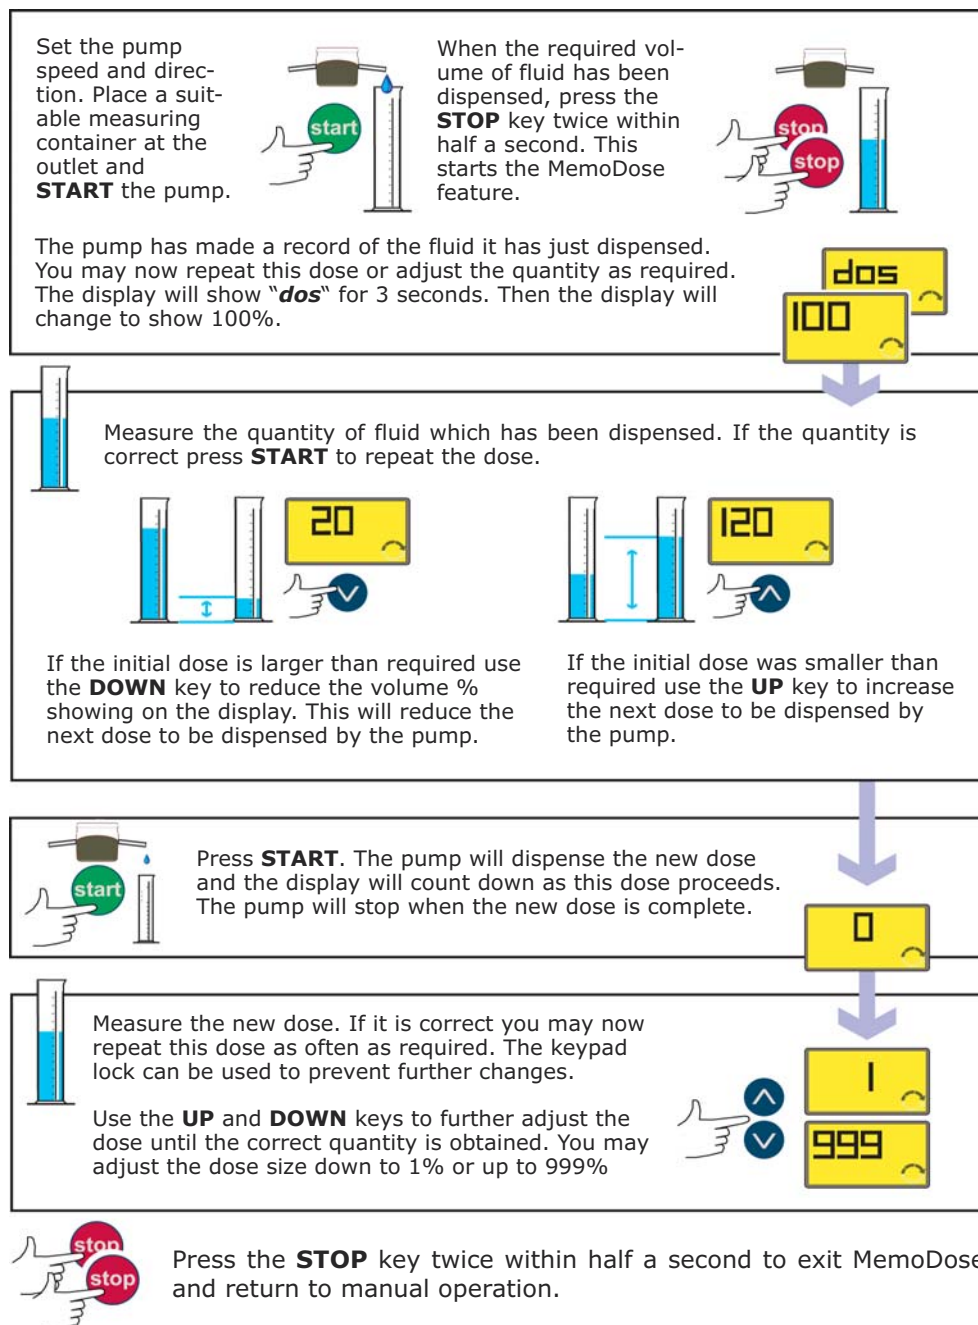 Set the pump
speed and direc-
tion. Place a suit-
able measuring
container at the
outlet and
START the pump.
start
When the required vol-
ume of fluid has been
dispensed, press the
STOP key twice within
half a second. This
starts the MemoDose
feature.
stop
stop
The pump has made a record of the fluid it has just dispensed.
You may now repeat this dose or adjust the quantity as required.
The display will show “dos“ for 3 seconds. Then the display will
change to show 100%.
dos
100
Measure the quantity of fluid which has been dispensed. If the quantity is
correct press START to repeat the dose.
20
120
If the initial dose is larger than required use
the DOWN key to reduce the volume %
showing on the display. This will reduce the
next dose to be dispensed by the pump.
If the initial dose was smaller than
required use the UP key to increase
the next dose to be dispensed by
the pump.
start
Press START. The pump will dispense the new dose
and the display will count down as this dose proceeds.
The pump will stop when the new dose is complete.
0
Measure the new dose. If it is correct you may now
repeat this dose as often as required. The keypad
lock can be used to prevent further changes.
Use the UP and DOWN keys to further adjust the
dose until the correct quantity is obtained. You may
adjust the dose size down to 1% or up to 999%
1
999
stop
stop
Press the STOP key twice within half a second to exit MemoDose
and return to manual operation.